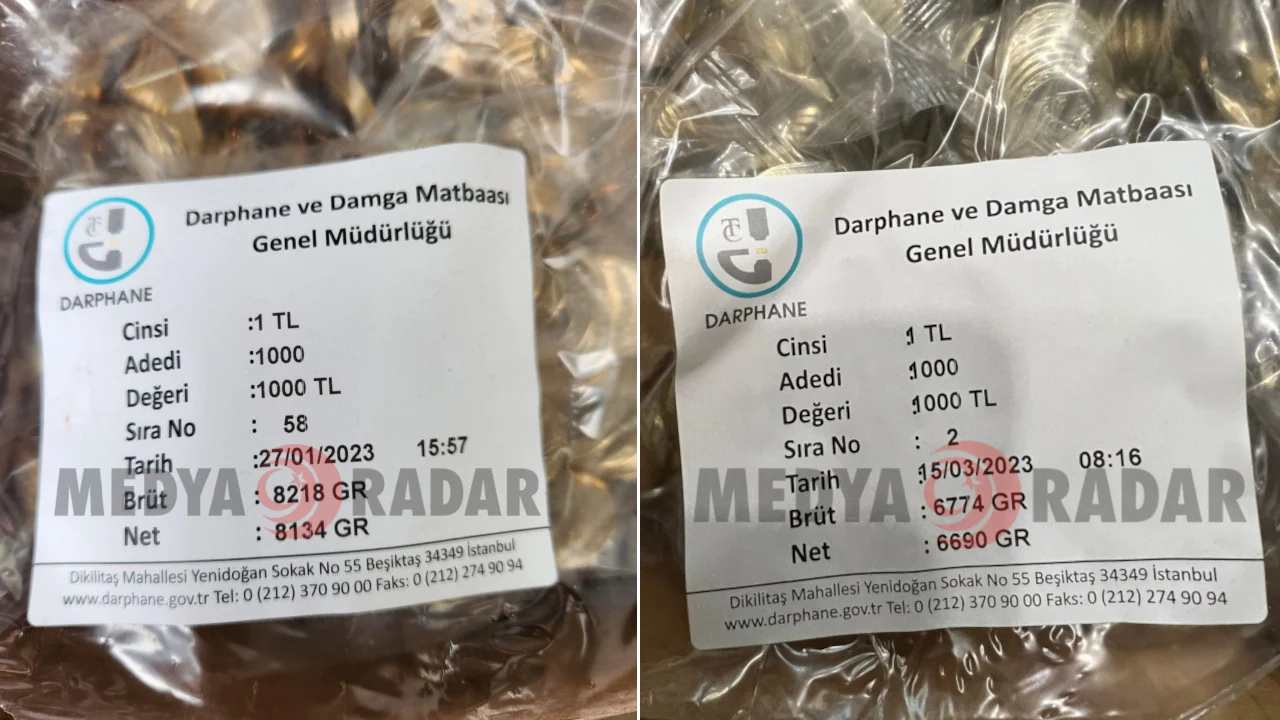 TC
DARPHANE
Darphane ve Damga Matbaası
Genel Müdürlüğü
Cinsi :1 TL
Adedi :1000
Değeri :1000 TL
Sıra No : 58
Tarih :27/01/2023 15:57
Brüt : 8218 GR
Net : 8134 GR
Dikilitaş Mahallesi Yenidoğan Sokak No 55 Beşiktaş 34349 İstanbul
www.darphane.gov.tr Tel: 0 (212) 370 90 00 Faks: 0 (212) 274 90 94
MEDYA RADAR
TC
DARPHANE
Darphane ve Damga Matbaası
Genel Müdürlüğü
Cinsi :1 TL
Adedi :1000
Değeri :1000 TL
Sıra No : 2
Tarih :15/03/2023 08:16
Brüt : 6774 GR
Net : 6690 GR
Dikilitaş Mahallesi Yenidoğan Sokak No 55 Beşiktaş 34349 İstanbul
www.darphane.gov.tr Tel: 0 (212) 370 90 00 Faks: 0 (212) 274 90 94
MEDYA RADAR